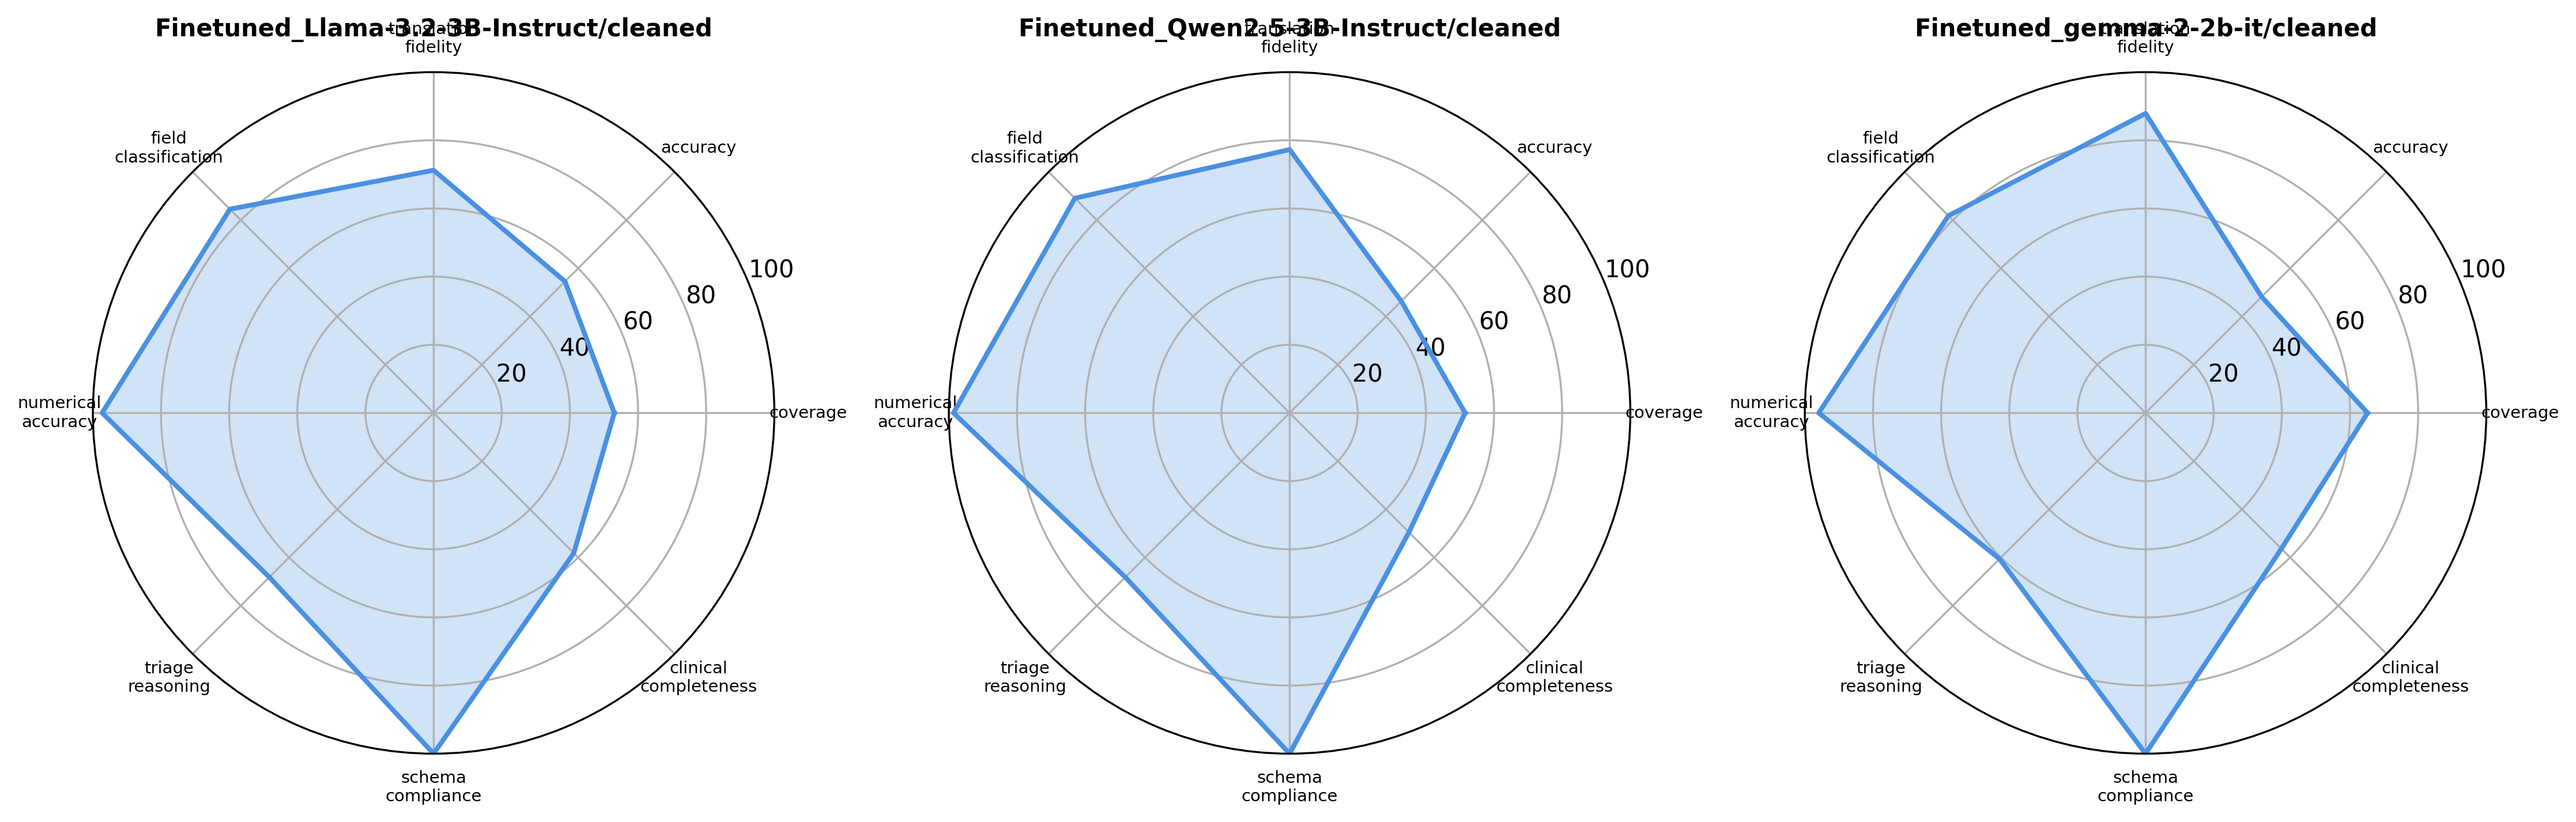 Finetuned_Llama-3.2-3B-Instruct/cleaned
translation
fidelity
field
classification
accuracy
100
80
60
40
20
numerical
accuracy
coverage
triage
reasoning
clinical
completeness
schema
compliance
Finetuned_Qwen2.5-3B-Instruct/cleaned
translation
fidelity
field
classification
accuracy
100
80
60
40
20
numerical
accuracy
coverage
triage
reasoning
clinical
completeness
schema
compliance
Finetuned_gemma-2-2b-it/cleaned
translation
fidelity
field
classification
accuracy
100
80
60
40
20
numerical
accuracy
coverage
triage
reasoning
clinical
completeness
schema
compliance